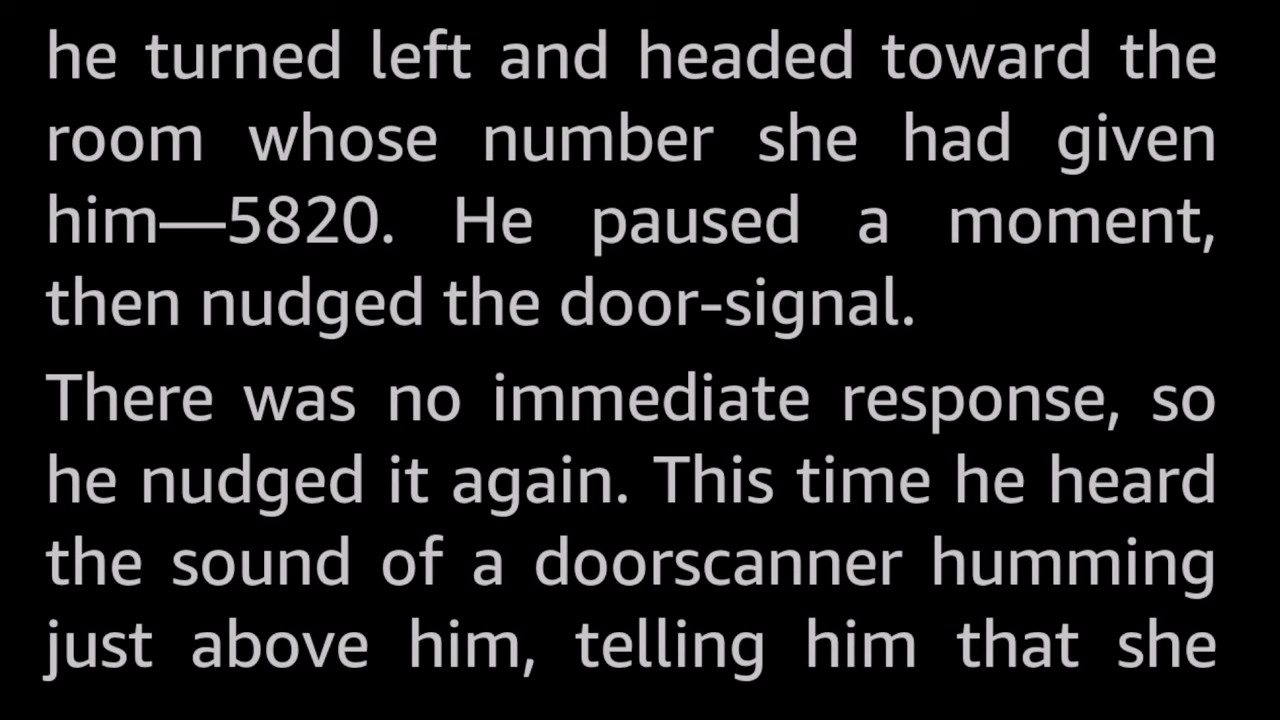 he turned left and headed toward the
room whose number she had given
him—5820. He paused a moment,
then nudged the door-signal.
There was no immediate response, so
he nudged it again. This time he heard
the sound of a doorscanner humming
just above him, telling him that she